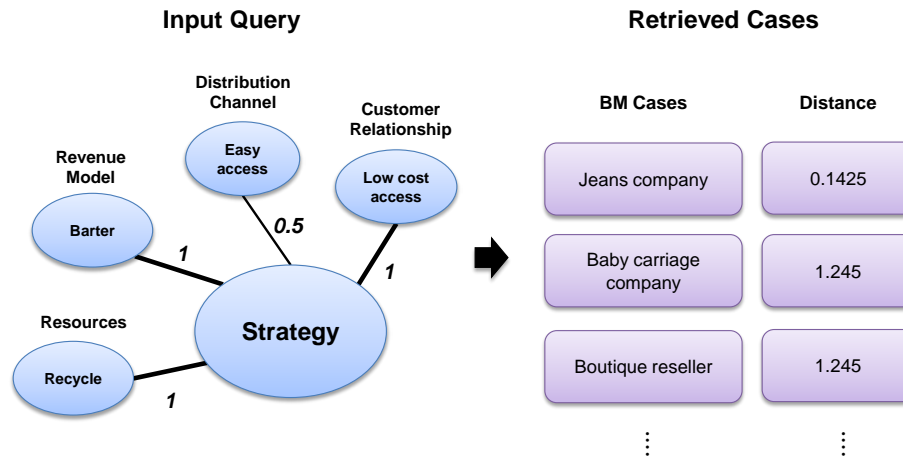 Input Query
Retrieved Cases
Distribution
Channel
Customer
Relationship
BM Cases
Distance
Revenue
Model
Easy
access
Low cost
access
Jeans company
0.1425
Barter
0.5
1
1
Baby carriage
company
1.245
Resources
Strategy
Recycle
1
Boutique reseller
1.245